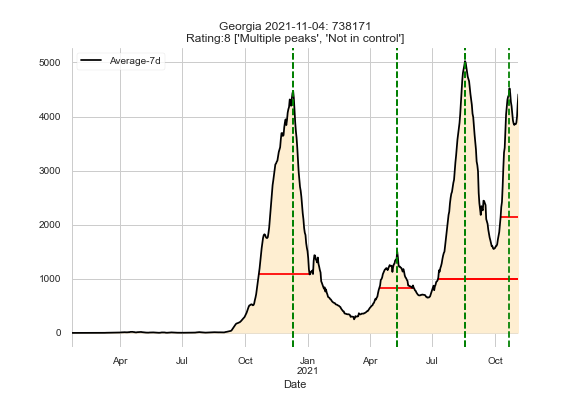 Georgia 2021-11-04: 738171
Rating:8 ['Multiple peaks', 'Not in control']
Average-7d
5000
4000
3000
2000
1000
0
Apr Jul Oct Jan Apr Jul Oct
2021
Date